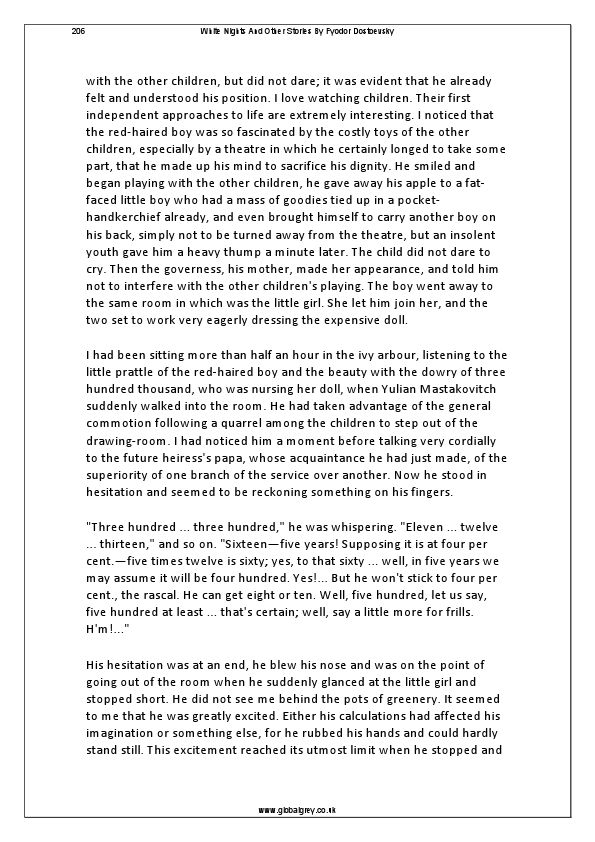 206
White Nights And Other Stories By Fyodor Dostoevsky
with the other children, but did not dare; it was evident that he already
felt and understood his position. I love watching children. Their first
independent approaches to life are extremely interesting. I noticed that
the red-haired boy was so fascinated by the costly toys of the other
children, especially by a theatre in which he certainly longed to take some
part, that he made up his mind to sacrifice his dignity. He smiled and
began playing with the other children, he gave away his apple to a fat-
faced little boy who had a mass of goodies tied up in a pocket-
handkerchief already, and even brought himself to carry another boy on
his back, simply not to be turned away from the theatre, but an insolent
youth gave him a heavy thump a minute later. The child did not dare to
cry. Then the governess, his mother, made her appearance, and told him
not to interfere with the other children's playing. The boy went away to
the same room in which was the little girl. She let him join her, and the
two set to work very eagerly dressing the expensive doll.
I had been sitting more than half an hour in the ivy arbour, listening to the
little prattle of the red-haired boy and the beauty with the dowry of three
hundred thousand, who was nursing her doll, when Yulian Mastakovitch
suddenly walked into the room. He had taken advantage of the general
commotion following a quarrel among the children to step out of the
drawing-room. I had noticed him a moment before talking very cordially
to the future heiress's papa, whose acquaintance he had just made, of the
superiority of one branch of the service over another. Now he stood in
hesitation and seemed to be reckoning something on his fingers.
"Three hundred ... three hundred," he was whispering. "Eleven ... twelve
... thirteen," and so on. "Sixteen—five years! Supposing it is at four per
cent.—five times twelve is sixty; yes, to that sixty ... well, in five years we
may assume it will be four hundred. Yes!... But he won't stick to four per
cent., the rascal. He can get eight or ten. Well, five hundred, let us say,
five hundred at least ... that's certain; well, say a little more for frills.
H'm!..."
His hesitation was at an end, he blew his nose and was on the point of
going out of the room when he suddenly glanced at the little girl and
stopped short. He did not see me behind the pots of greenery. It seemed
to me that he was greatly excited. Either his calculations had affected his
imagination or something else, for he rubbed his hands and could hardly
stand still. This excitement reached its utmost limit when he stopped and
www.globalgrey.co.uk